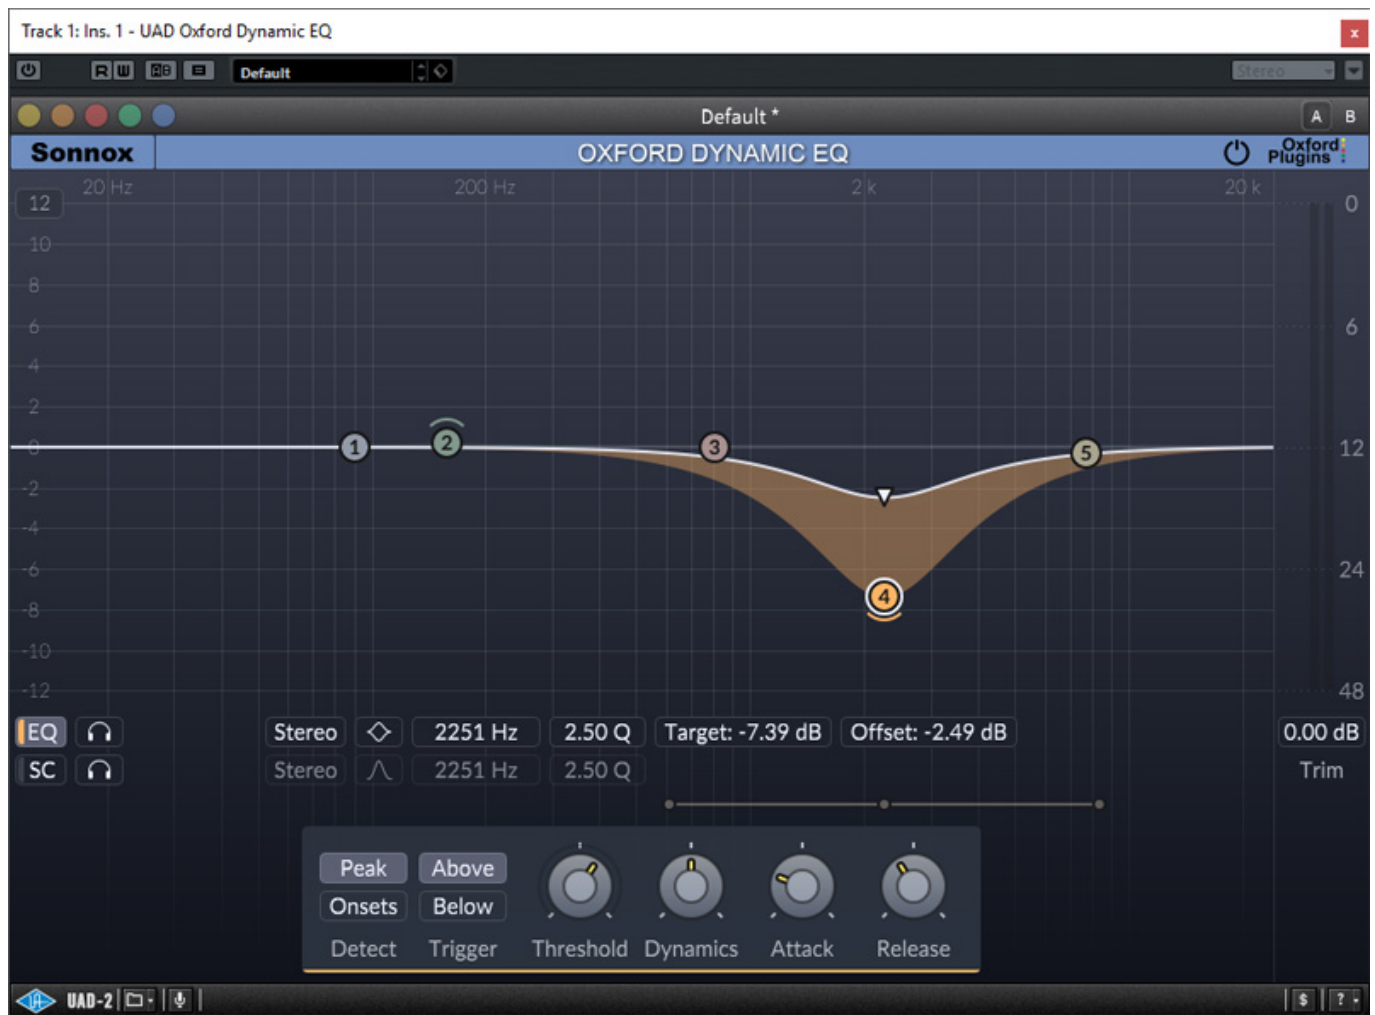 Track 1: Ins. 1 - UAD Oxford Dynamic EQ
x
R W Default Stereo
Default * A B
Sonnox OXFORD DYNAMIC EQ Oxford Plugins
20 Hz 200 Hz 2 k 20 k
12 0
10
8
6 6
4
2
0 1 2 3 5 12
-2
-4
-6 24
4
-8
-10
-12 48
EQ Stereo 2251 Hz 2.50 Q Target: -7.39 dB Offset: -2.49 dB 0.00 dB
SC Stereo 2251 Hz 2.50 Q Trim
Peak Above
Onsets Below
Detect Trigger Threshold Dynamics Attack Release
UAD-2 $ ?